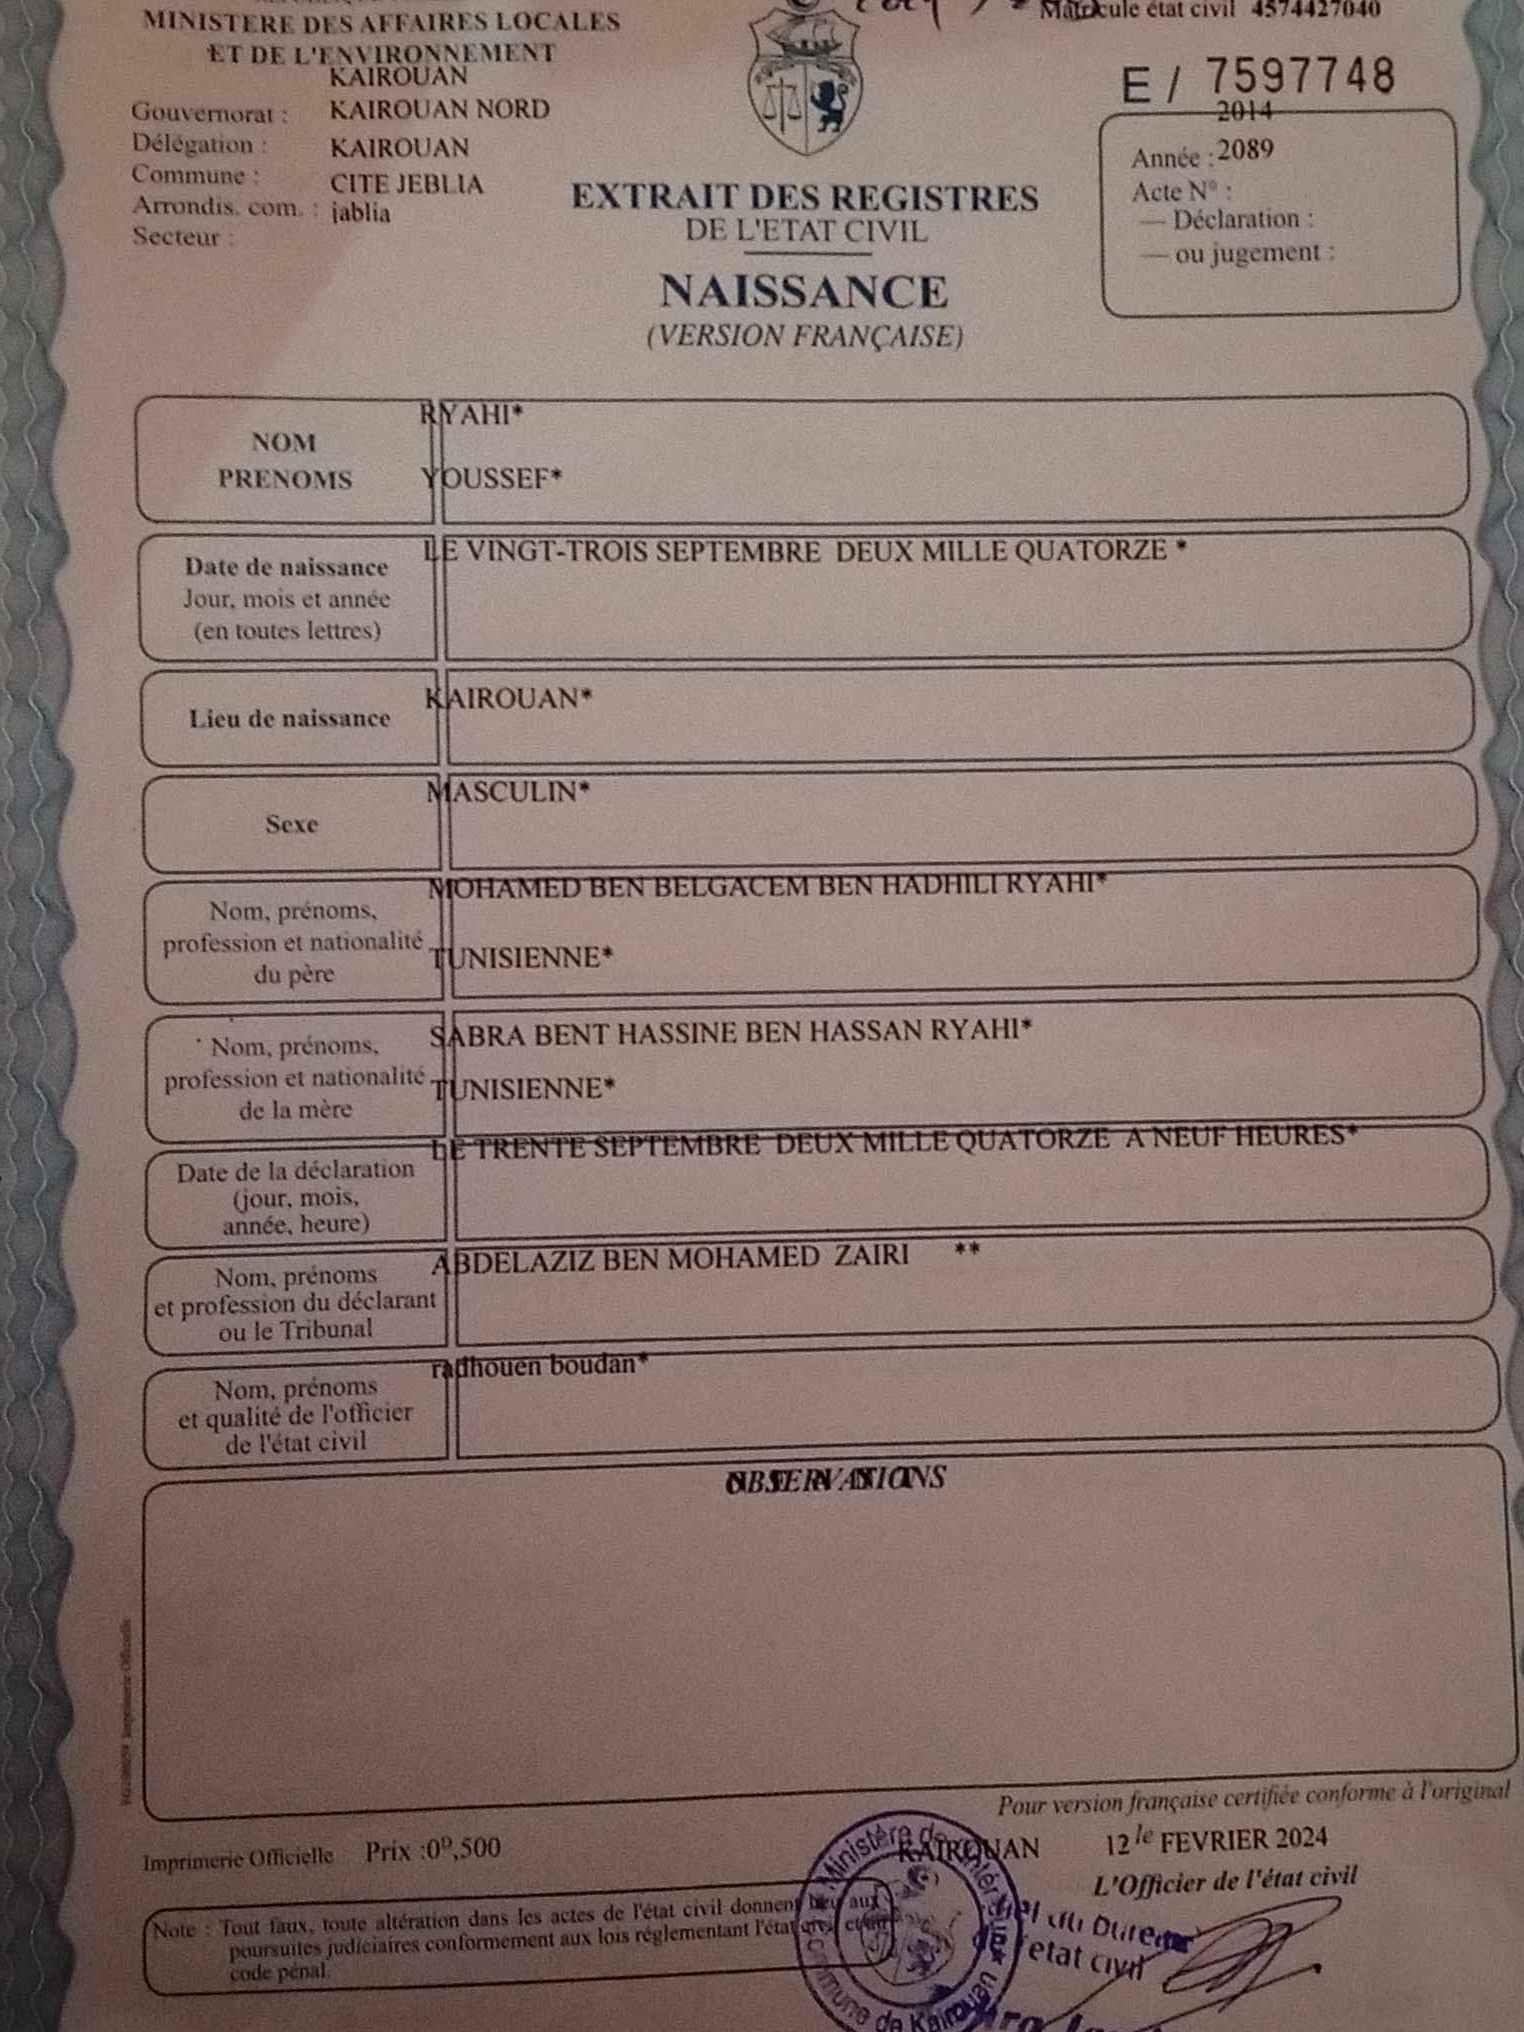 MINISTERE DES AFFAIRES LOCALES
ET DE L'ENVIRONNEMENT
KAIROUAN
Gouvernorat : KAIROUAN NORD
Délégation : KAIROUAN
Commune : CITE JEBLIA
Arrondis. com. : jablia
Secteur :
Matricule état civil 4574427040
E / 7597748
2014
Année : 2089
Acte N° :
— Déclaration :
— ou jugement :
EXTRAIT DES REGISTRES
DE L'ETAT CIVIL
NAISSANCE
(VERSION FRANÇAISE)
NOM RYAHI*
PRENOMS YOUSSEF*
Date de naissance LE VINGT-TROIS SEPTEMBRE DEUX MILLE QUATORZE *
Jour, mois et année
(en toutes lettres)
Lieu de naissance KAIROUAN*
Sexe MASCULIN*
Nom, prénoms, MOHAMED BEN BELGACEM BEN HADHILI RYAHI*
profession et nationalité TUNISIENNE*
du père
Nom, prénoms, SABRA BENT HASSINE BEN HASSAN RYAHI*
profession et nationalité TUNISIENNE*
de la mère
LE TRENTE SEPTEMBRE DEUX MILLE QUATORZE A NEUF HEURES*
Date de la déclaration
(jour, mois,
année, heure)
Nom, prénoms ABDELAZIZ BEN MOHAMED ZAIRI **
et profession du déclarant
ou le Tribunal
radhouen boudan*
Nom, prénoms
et qualité de l'officier
de l'état civil
OBSERVATIONS
Imprimerie Officielle
Pour version française certifiée conforme à l'original
Imprimerie Officielle Prix :0ᴰ,500
KAIROUAN 12 le FEVRIER 2024
L'Officier de l'état civil
Note : Tout faux, toute altération dans les actes de l'état civil donnent lieu aux
poursuites judiciaires conformement aux lois réglementant l'état civil
code pénal.
Ministère de
Commune de Kairouan
etat civil